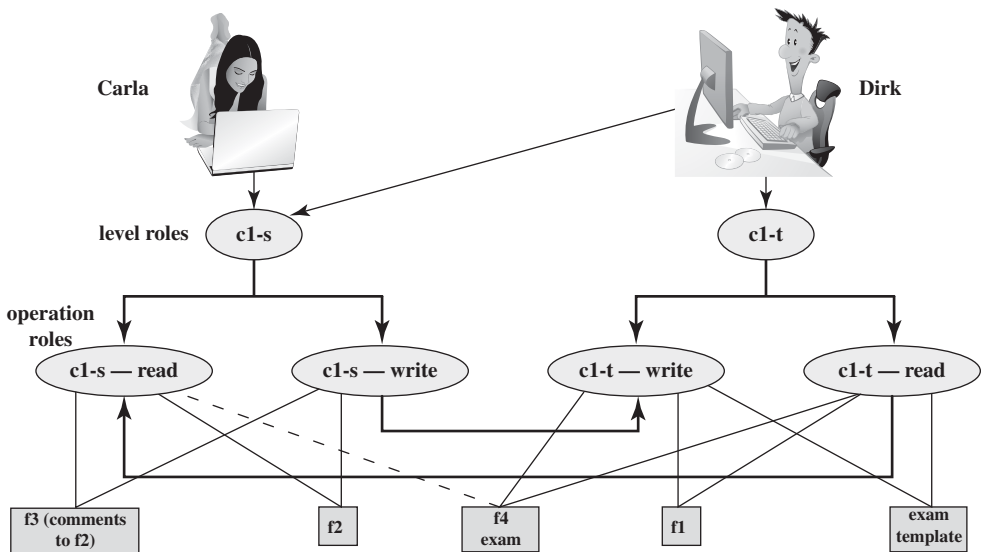 Carla
Dirk
level roles
c1-s
c1-t
operation
roles
c1-s — read
c1-s — write
c1-t — write
c1-t — read
f3 (comments
to f2)
f2
f4
exam
f1
exam
template